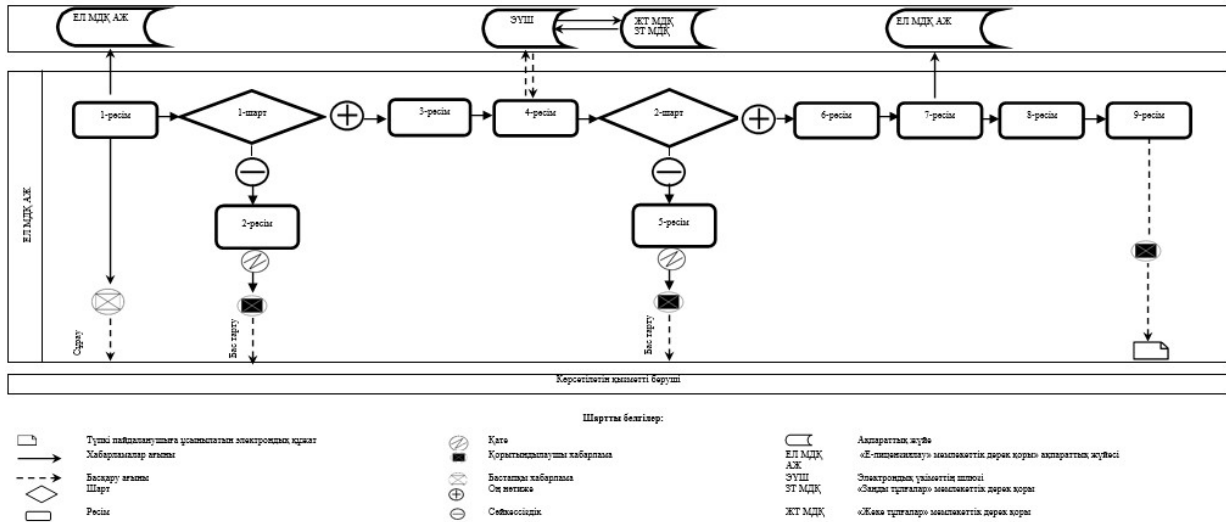 ЕЛ МДҚ АЖ
ЭҮШ
ЖТ МДҚ
ЗТ МДҚ
ЕЛ МДҚ АЖ
ЕЛ МДҚ АЖ
1-рәсім
1-шарт
3-рәсім
4-рәсім
2-шарт
6-рәсім
7-рәсім
8-рәсім
9-рәсім
2-рәсім
5-рәсім
Сұрау
Бас тарту
Бас тарту
Көрсетілетін қызметті беруші
Шартты белгілер:
Түпкі пайдаланушыға ұсынылатын электрондық құжат
Хабарламалар ағыны
Басқару ағыны
Шарт
Рәсім
Қате
Қорытындылаушы хабарлама
Бастапқы хабарлама
Оң нәтиже
Сәйкессіздік
Ақпараттық жүйе
ЕЛ МДҚ АЖ «Е-лицензиялау» мемлекеттік дерек қоры» ақпараттық жүйесі
ЭҮШ Электрондық үкіметтің шлюзі
ЗТ МДҚ «Заңды тұлғалар» мемлекеттік дерек қоры
ЖТ МДҚ «Жеке тұлғалар» мемлекеттік дерек қоры